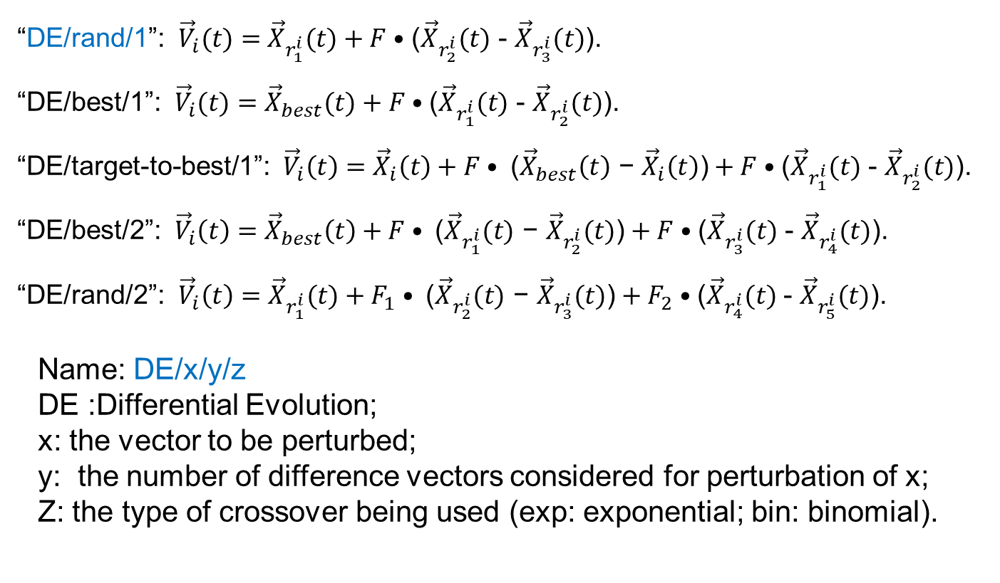 “DE/rand/1”: $\vec{V}_i(t) = \vec{X}_{r_1^i}(t) + F \bullet (\vec{X}_{r_2^i}(t) - \vec{X}_{r_3^i}(t))$.
“DE/best/1”: $\vec{V}_i(t) = \vec{X}_{best}(t) + F \bullet (\vec{X}_{r_1^i}(t) - \vec{X}_{r_2^i}(t))$.
“DE/target-to-best/1”: $\vec{V}_i(t) = \vec{X}_i(t) + F \bullet (\vec{X}_{best}(t) - \vec{X}_i(t)) + F \bullet (\vec{X}_{r_1^i}(t) - \vec{X}_{r_2^i}(t))$.
“DE/best/2”: $\vec{V}_i(t) = \vec{X}_{best}(t) + F \bullet (\vec{X}_{r_1^i}(t) - \vec{X}_{r_2^i}(t)) + F \bullet (\vec{X}_{r_3^i}(t) - \vec{X}_{r_4^i}(t))$.
“DE/rand/2”: $\vec{V}_i(t) = \vec{X}_{r_1^i}(t) + F_1 \bullet (\vec{X}_{r_2^i}(t) - \vec{X}_{r_3^i}(t)) + F_2 \bullet (\vec{X}_{r_4^i}(t) - \vec{X}_{r_5^i}(t))$.
Name: DE/x/y/z
DE :Differential Evolution;
x: the vector to be perturbed;
y: the number of difference vectors considered for perturbation of x;
Z: the type of crossover being used (exp: exponential; bin: binomial).